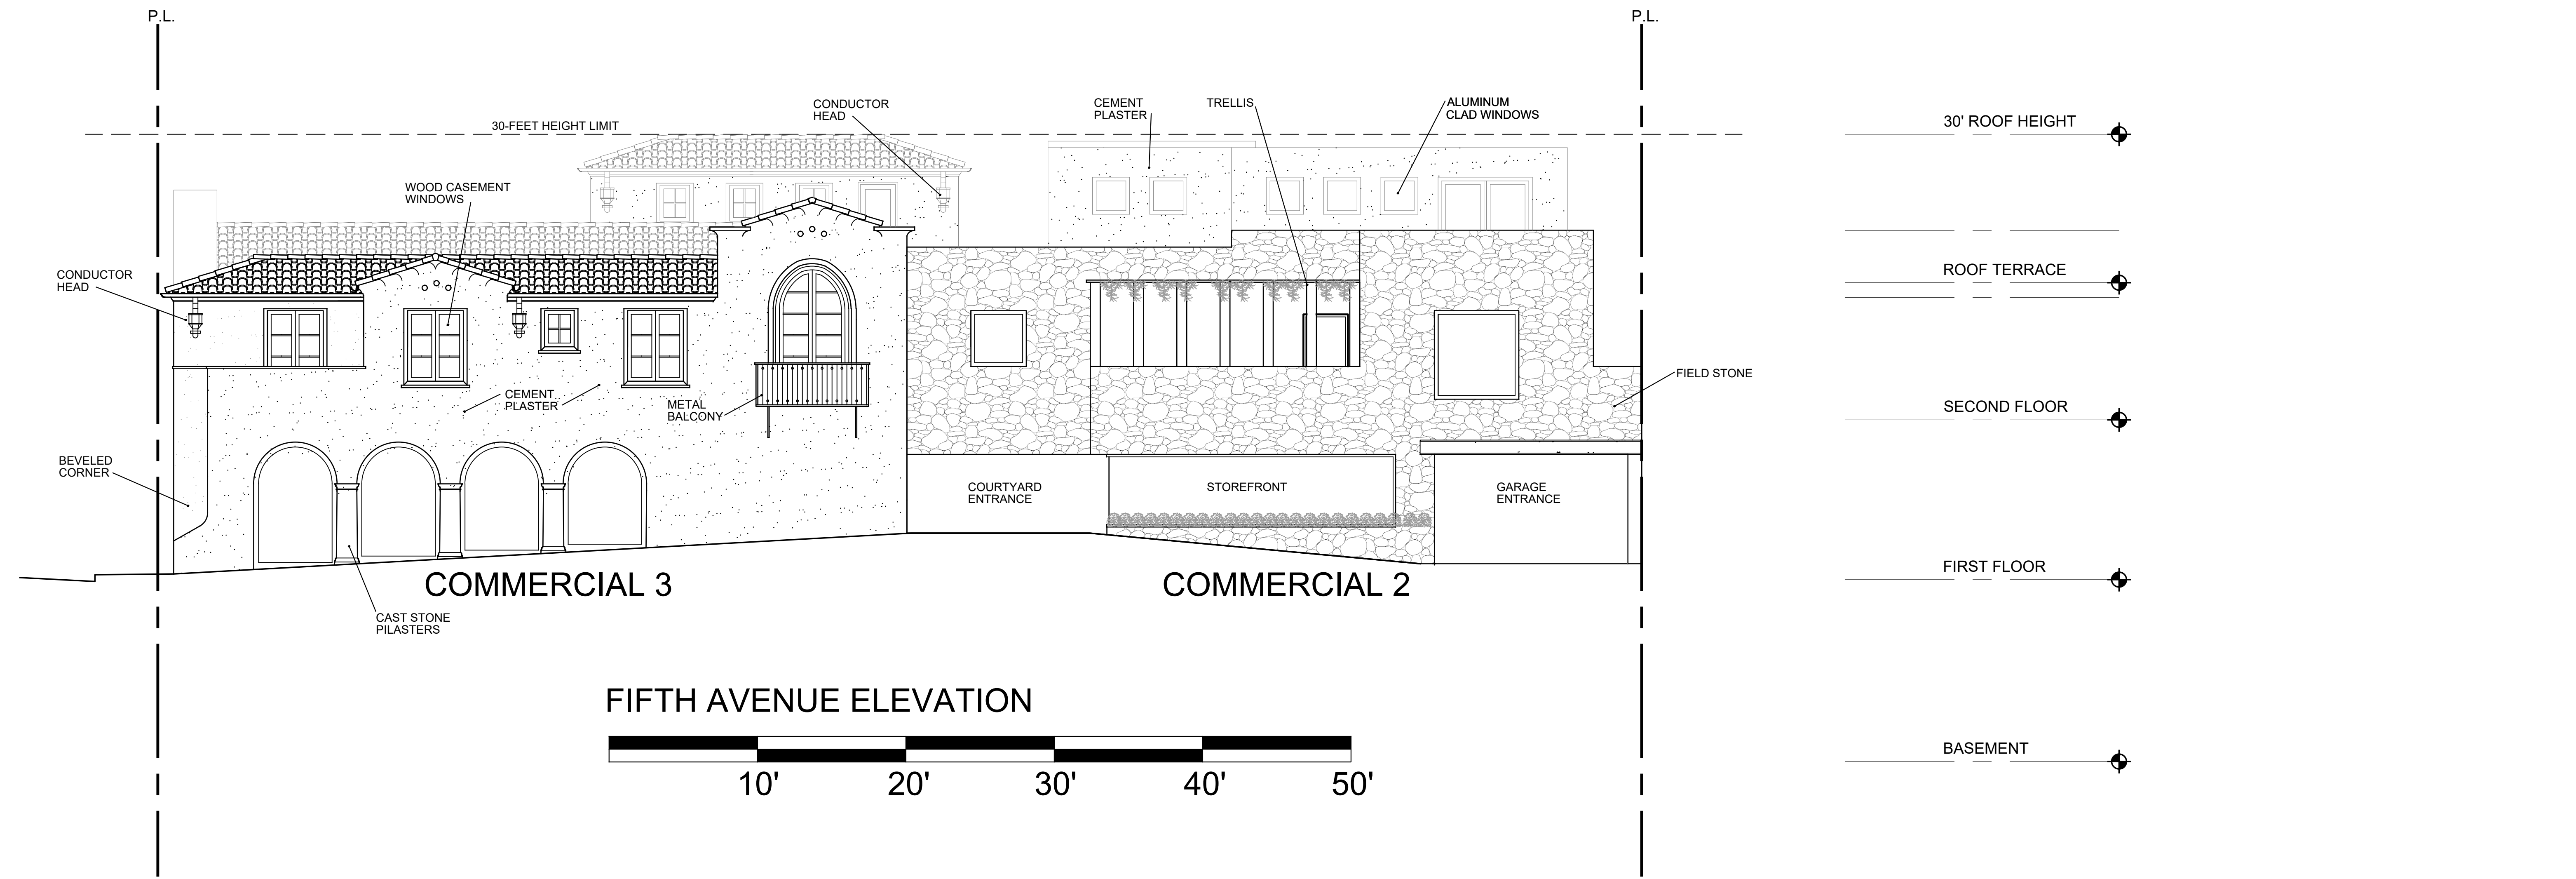 P.L.
P.L.
CONDUCTOR
HEAD
CEMENT
PLASTER
TRELLIS
ALUMINUM
CLAD WINDOWS
30-FEET HEIGHT LIMIT
30' ROOF HEIGHT
WOOD CASEMENT
WINDOWS
CONDUCTOR
HEAD
ROOF TERRACE
FIELD STONE
CEMENT
PLASTER
METAL
BALCONY
SECOND FLOOR
BEVELED
CORNER
COURTYARD
ENTRANCE
STOREFRONT
GARAGE
ENTRANCE
FIRST FLOOR
COMMERCIAL 3
COMMERCIAL 2
CAST STONE
PILASTERS
FIFTH AVENUE ELEVATION
BASEMENT
10'
20'
30'
40'
50'